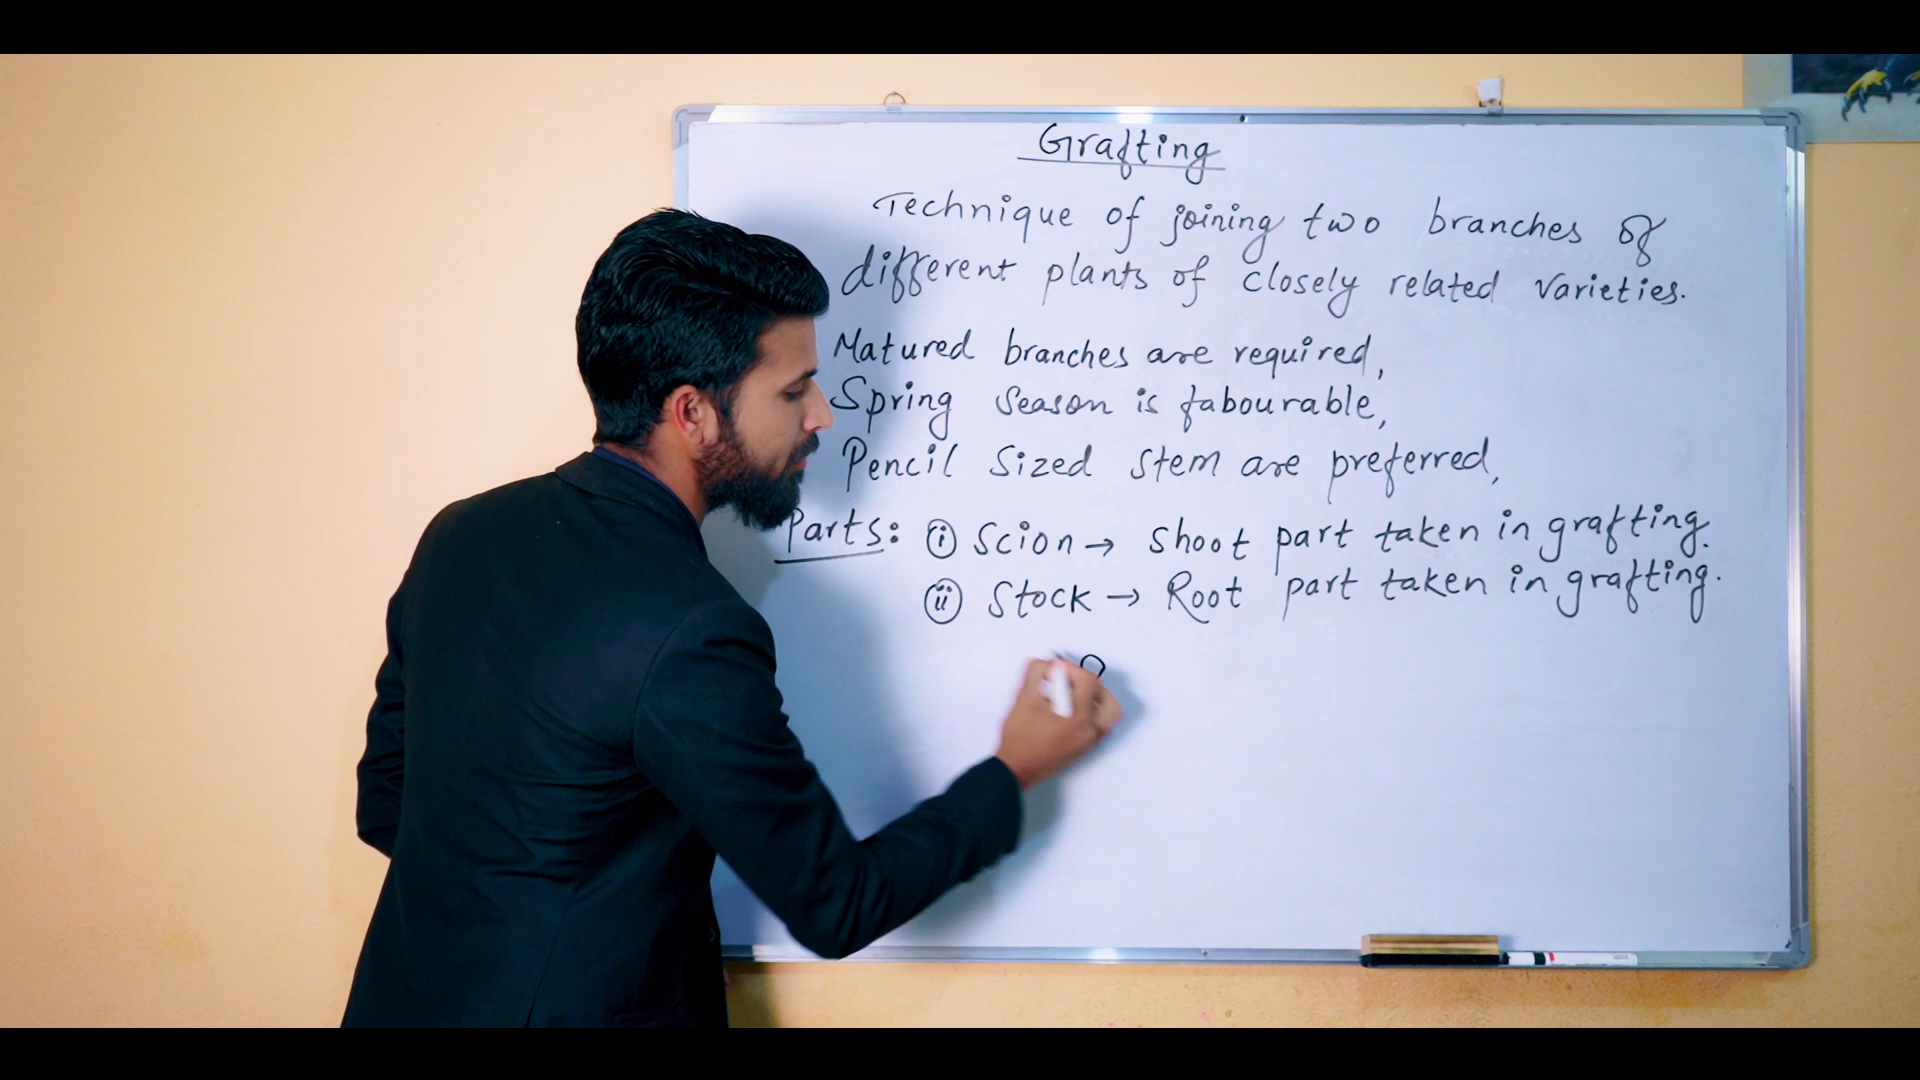 Grafting
Technique of joining two branches of
different plants of closely related varieties.
Matured branches are required,
Spring season is fabourable,
Pencil sized stem are preferred,
Parts: (i) Scion → Shoot part taken in grafting.
(ii) Stock → Root part taken in grafting.